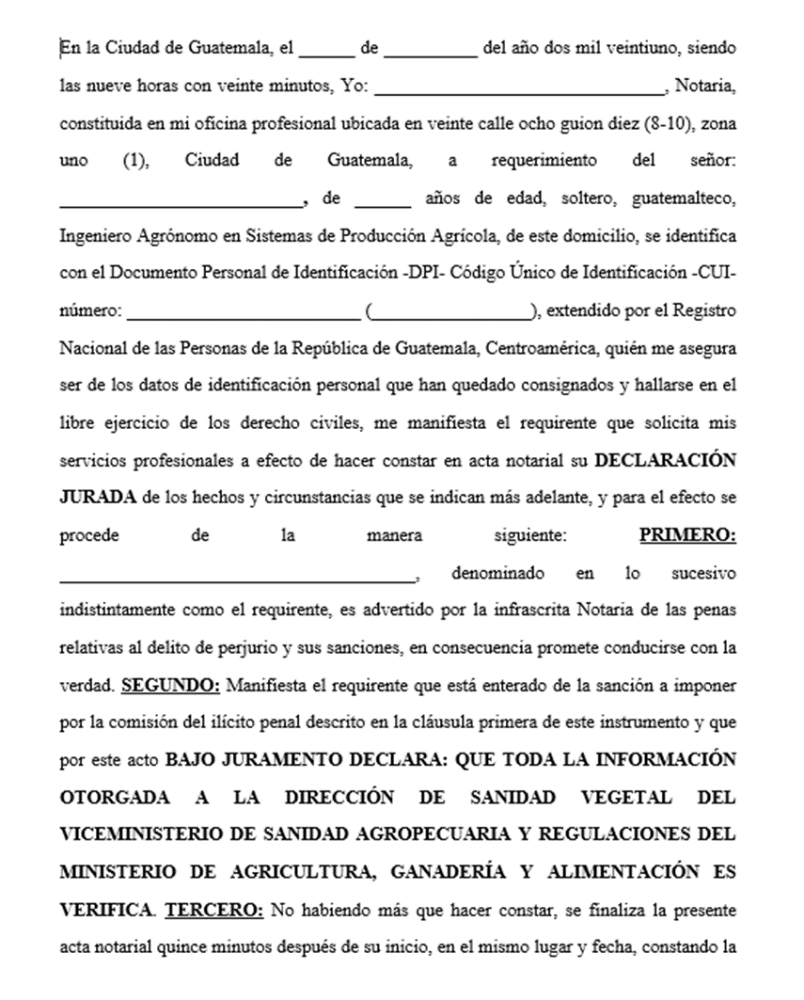 En la Ciudad de Guatemala, el ______ de __________ del año dos mil veintiuno, siendo
las nueve horas con veinte minutos, Yo: _______________________________, Notaria,
constituida en mi oficina profesional ubicada en veinte calle ocho guion diez (8-10), zona
uno (1), Ciudad de Guatemala, a requerimiento del señor:
__________________________, de ______ años de edad, soltero, guatemalteco,
Ingeniero Agrónomo en Sistemas de Producción Agrícola, de este domicilio, se identifica
con el Documento Personal de Identificación -DPI- Código Único de Identificación -CUI-
número: _________________________ (_________________), extendido por el Registro
Nacional de las Personas de la República de Guatemala, Centroamérica, quién me asegura
ser de los datos de identificación personal que han quedado consignados y hallarse en el
libre ejercicio de los derecho civiles, me manifiesta el requirente que solicita mis
servicios profesionales a efecto de hacer constar en acta notarial su DECLARACIÓN
JURADA de los hechos y circunstancias que se indican más adelante, y para el efecto se
procede de la manera siguiente: PRIMERO:
______________________________________, denominado en lo sucesivo
indistintamente como el requirente, es advertido por la infrascrita Notaria de las penas
relativas al delito de perjurio y sus sanciones, en consecuencia promete conducirse con la
verdad. SEGUNDO: Manifiesta el requirente que está enterado de la sanción a imponer
por la comisión del ilícito penal descrito en la cláusula primera de este instrumento y que
por este acto BAJO JURAMENTO DECLARA: QUE TODA LA INFORMACIÓN
OTORGADA A LA DIRECCIÓN DE SANIDAD VEGETAL DEL
VICEMINISTERIO DE SANIDAD AGROPECUARIA Y REGULACIONES DEL
MINISTERIO DE AGRICULTURA, GANADERÍA Y ALIMENTACIÓN ES
VERIFICA. TERCERO: No habiendo más que hacer constar, se finaliza la presente
acta notarial quince minutos después de su inicio, en el mismo lugar y fecha, constando la